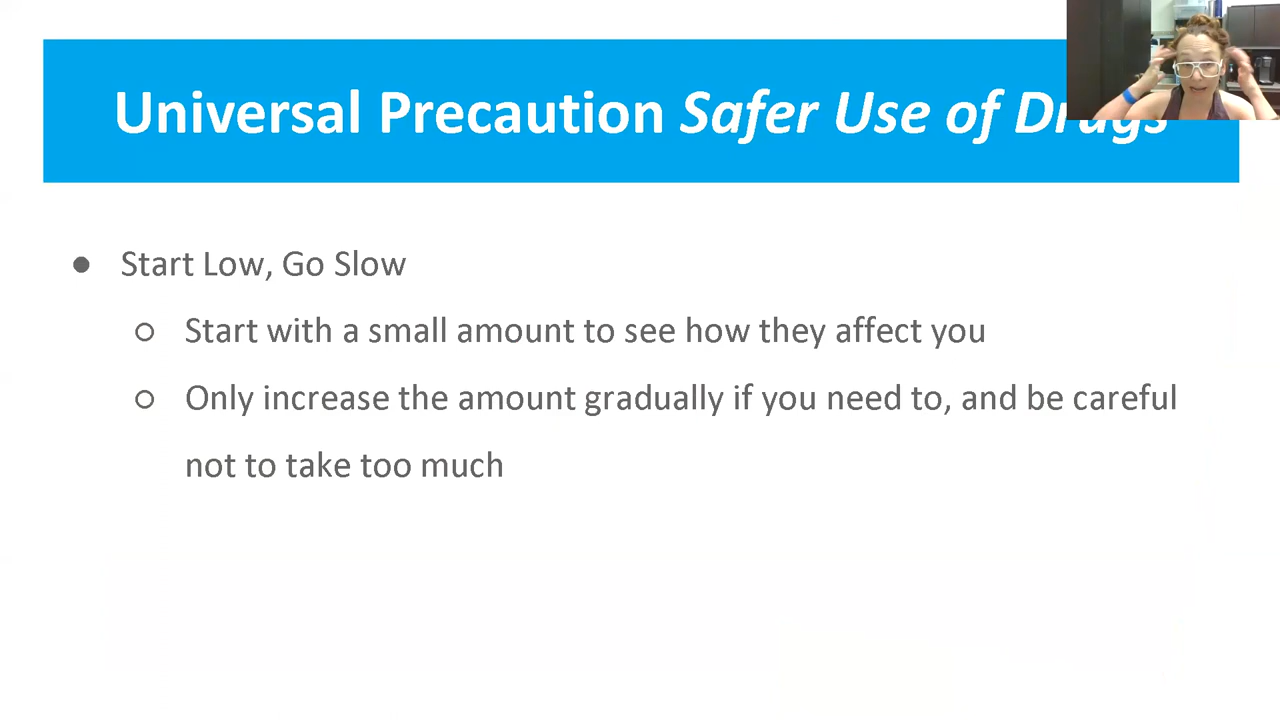 Universal Precaution Safer Use of Drugs
● Start Low, Go Slow
○ Start with a small amount to see how they affect you
○ Only increase the amount gradually if you need to, and be careful
not to take too much